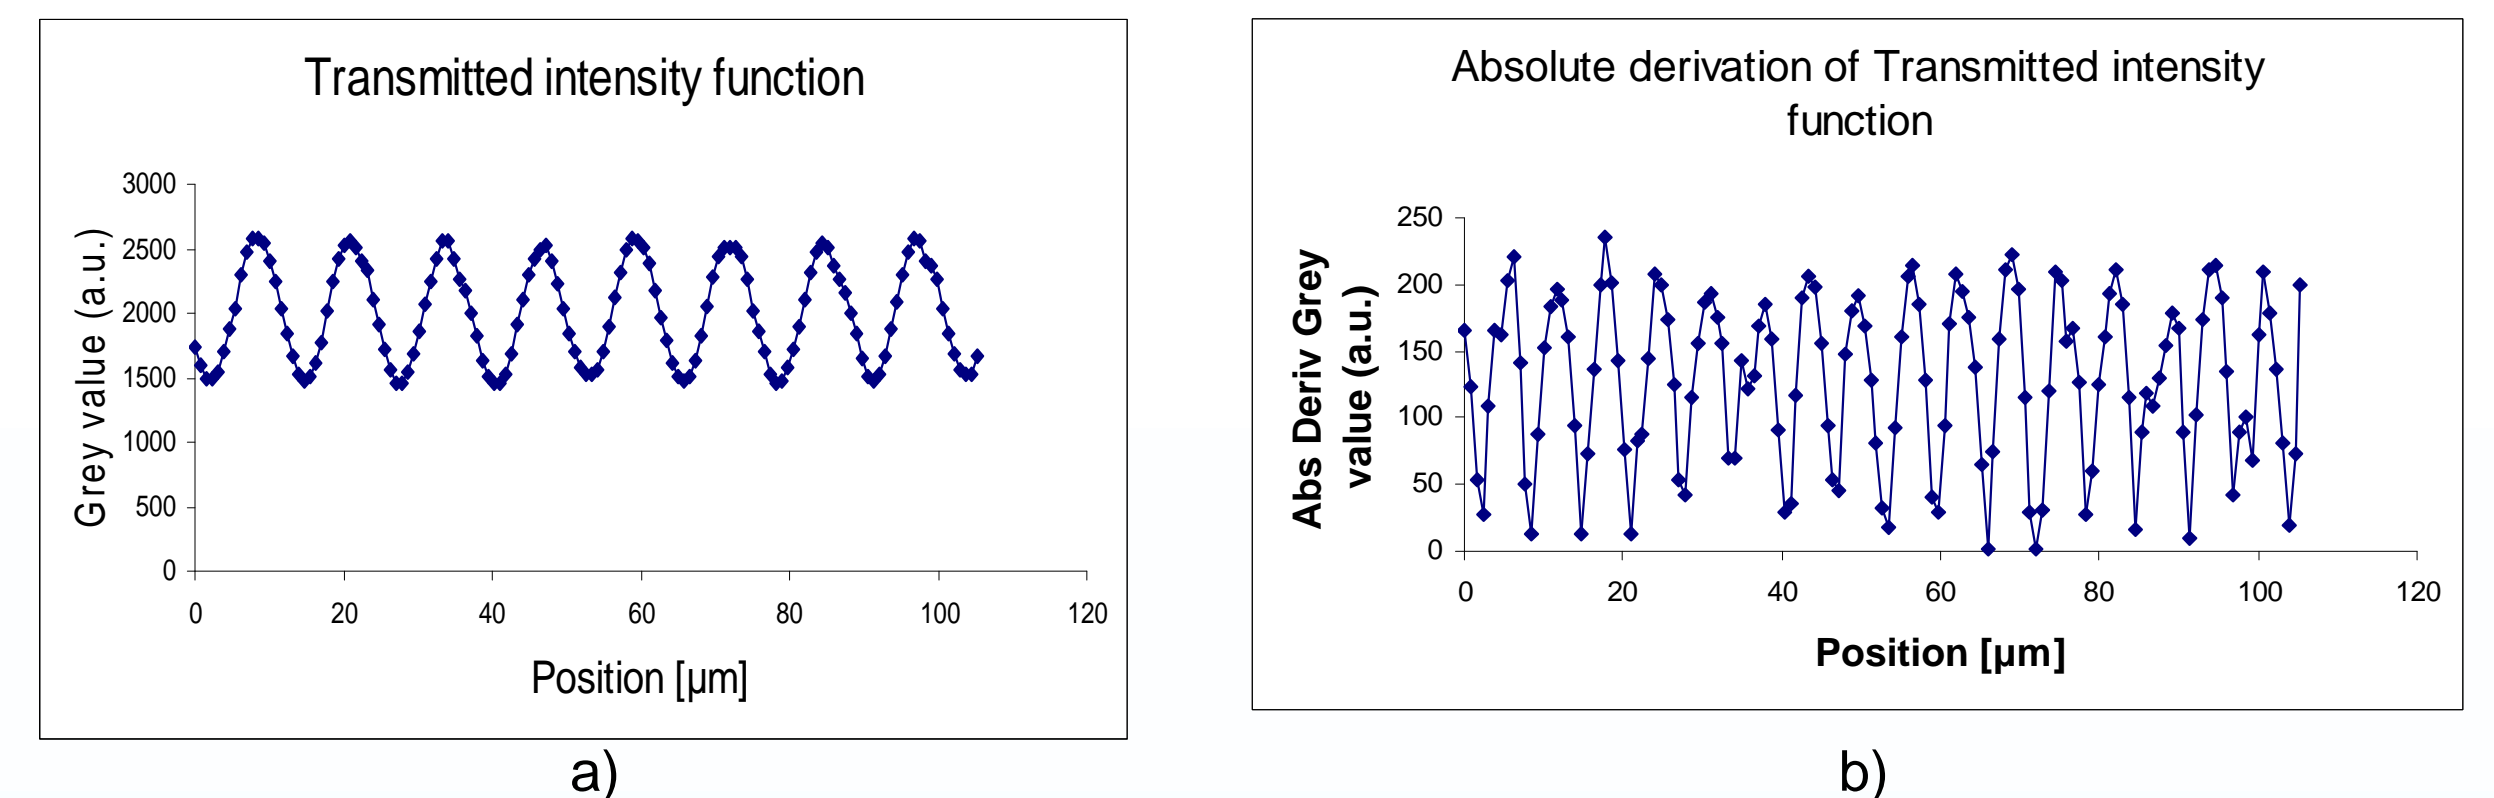 Transmitted intensity function
3000
2500
2000
1500
1000
500
0
0 20 40 60 80 100 120
Grey value (a.u.)
Position [µm]
a)
Absolute derivation of Transmitted intensity
function
250
200
150
100
50
0
0 20 40 60 80 100 120
Abs Deriv Grey
value (a.u.)
Position [µm]
b)